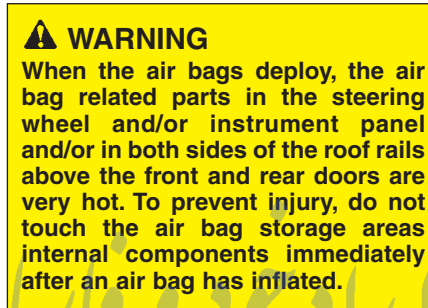 WARNING
When the air bags deploy, the air
bag related parts in the steering
wheel and/or instrument panel
and/or in both sides of the roof rails
above the front and rear doors are
very hot. To prevent injury, do not
touch the air bag storage areas
internal components immediately
after an air bag has inflated.